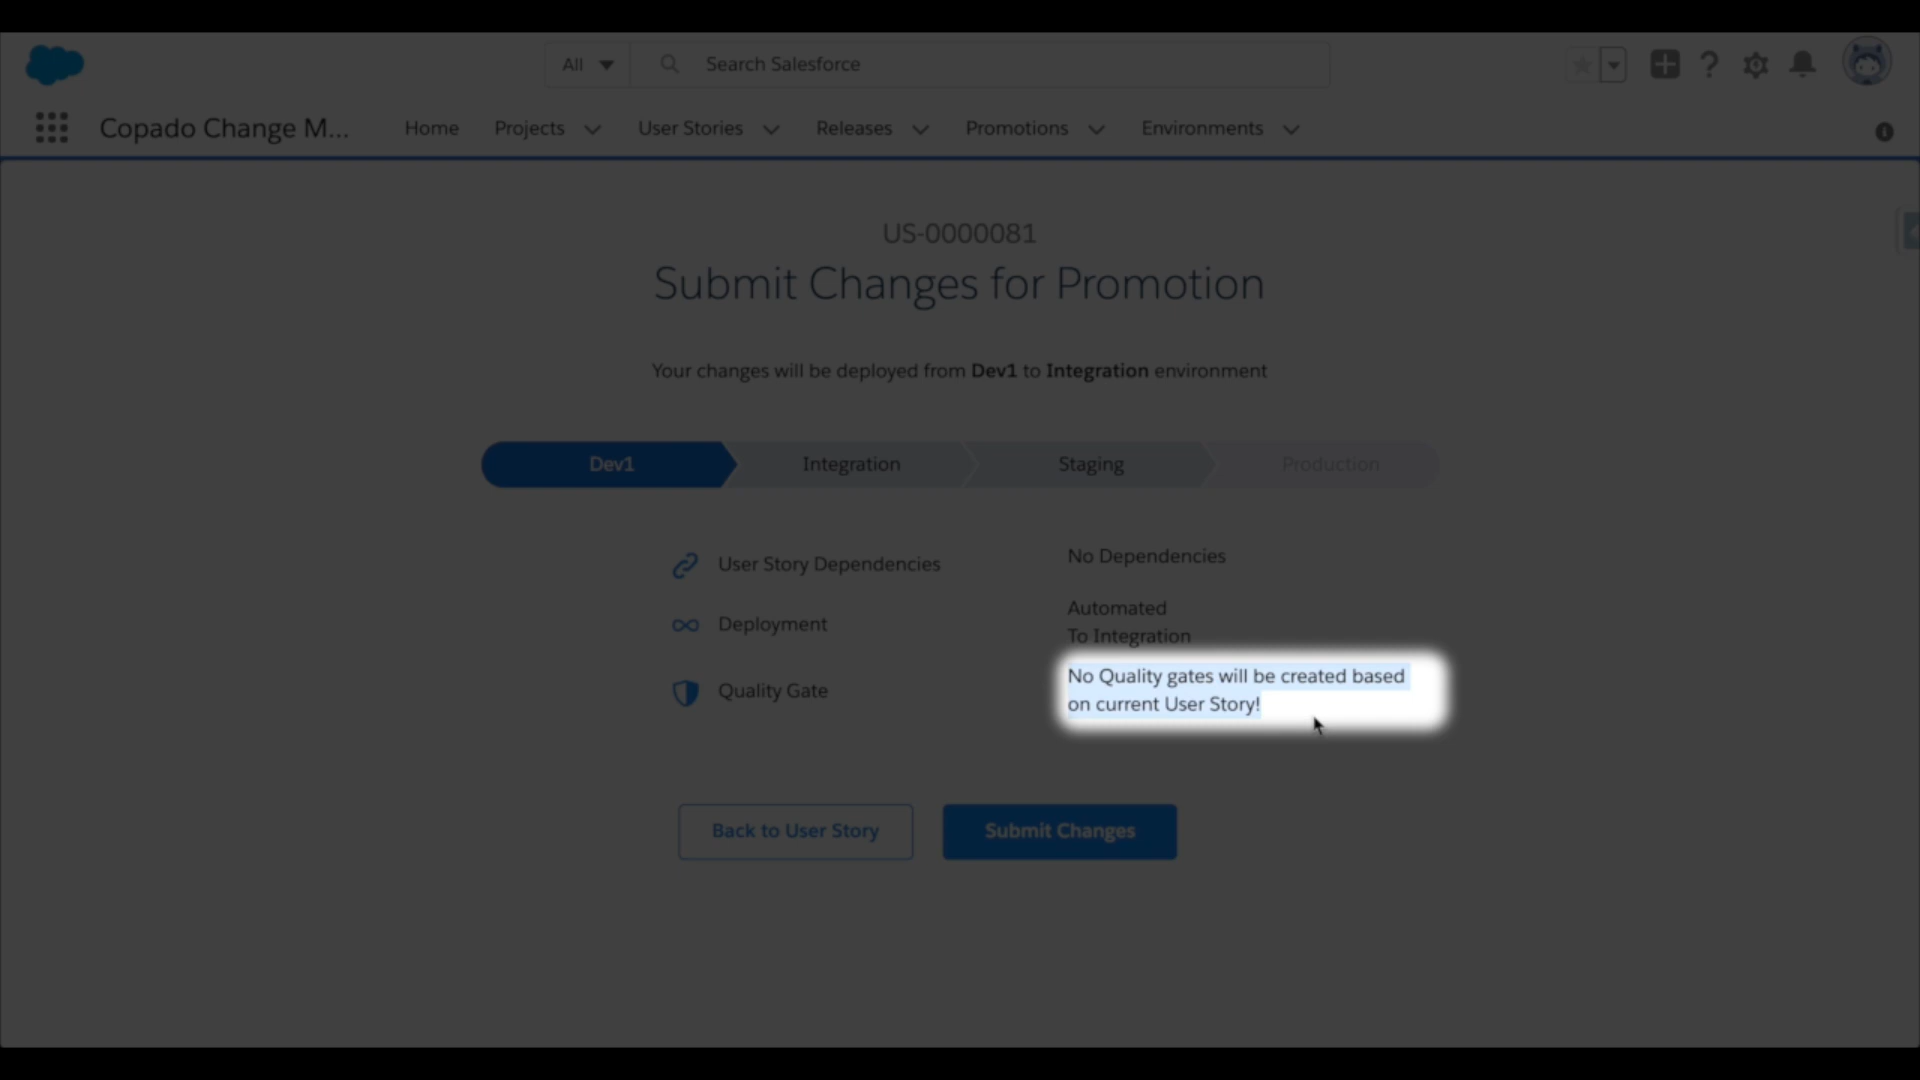 All
Search Salesforce
Copado Change M...
Home
Projects
User Stories
Releases
Promotions
Environments
US-0000081
Submit Changes for Promotion
Your changes will be deployed from Dev1 to Integration environment
Dev1
Integration
Staging
Production
User Story Dependencies
No Dependencies
Deployment
Automated
To Integration
Quality Gate
No Quality gates will be created based
on current User Story!
Back to User Story
Submit Changes